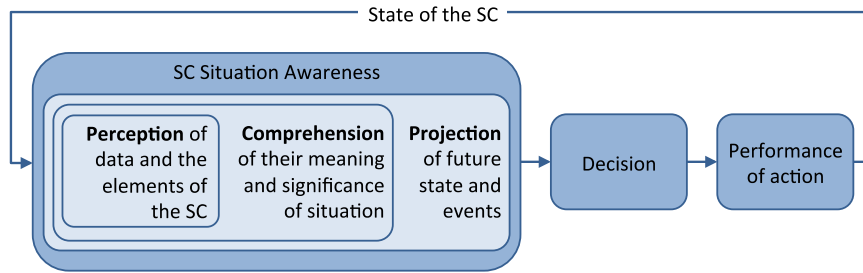 State of the SC
SC Situation Awareness
Perception of
data and the
elements of
the SC
Comprehension
of their meaning
and significance
of situation
Projection
of future
state and
events
Decision
Performance
of action